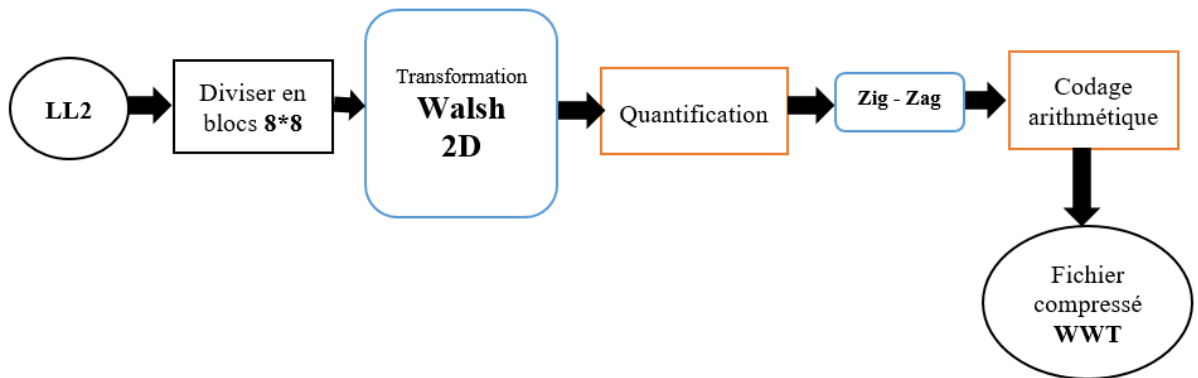 LL2
Diviser en
blocs 8*8
Transformation
Walsh
2D
Quantification
Zig - Zag
Codage
arithmétique
Fichier
compressé
WWT